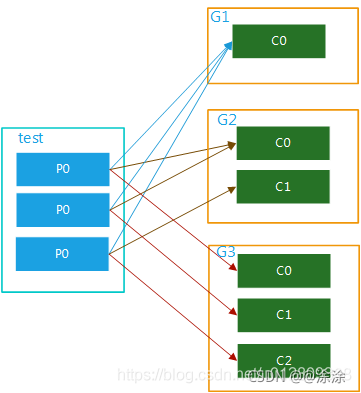 G1
C0
G2
C0
C1
test
P0
P0
P0
G3
C0
C1
C2
https://blog.csdn.net/
CSDN @@涂涂